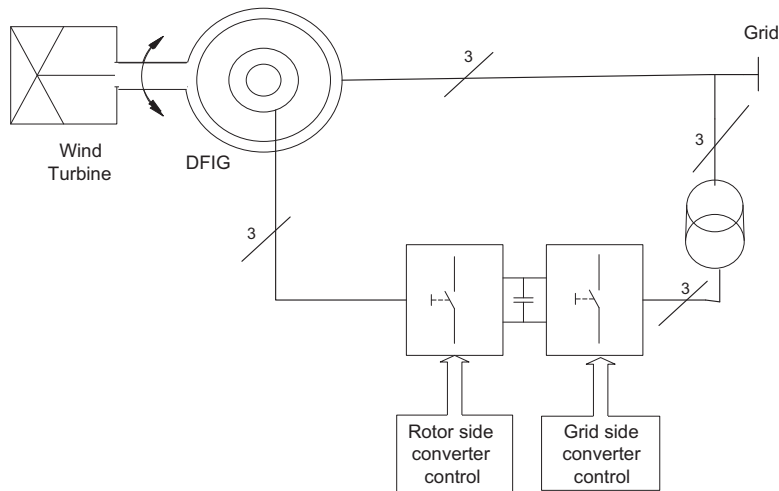 Grid
3
3
Wind
Turbine
DFIG
3
3
Rotor side
converter
control
Grid side
converter
control